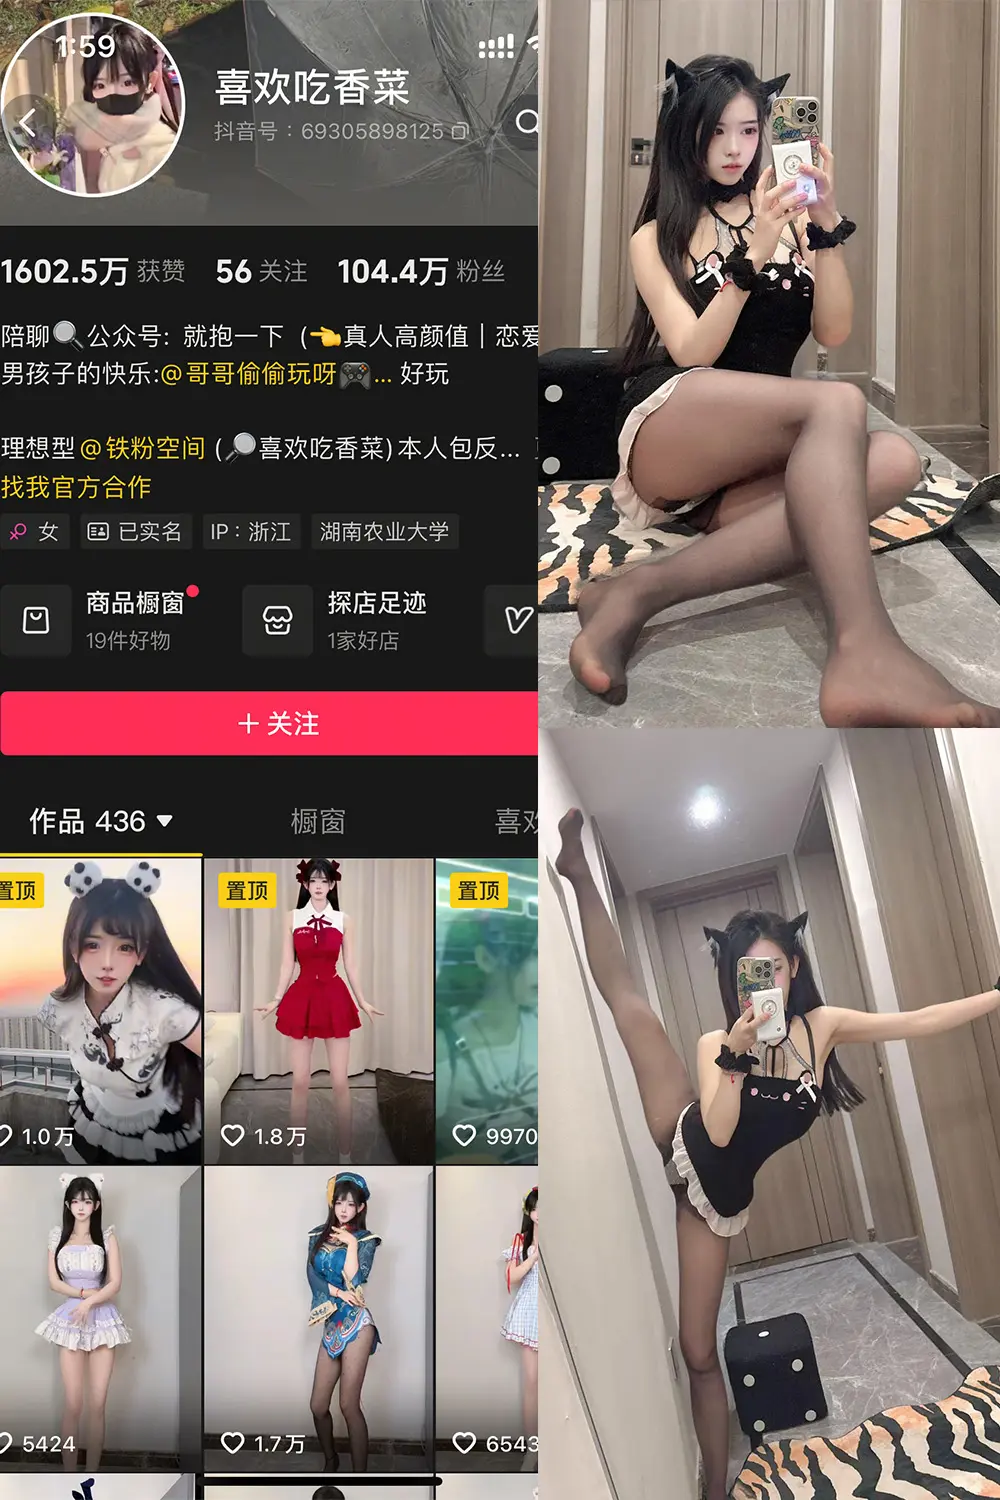 1:59
喜欢吃香菜
抖音号：69305898125
1602.5万 获赞 56 关注 104.4万 粉丝
陪聊🔍公众号：就抱一下（👉真人高颜值｜恋爱
男孩子的快乐:@哥哥偷偷玩呀🎮... 好玩
理想型@铁粉空间 (🔎喜欢吃香菜)本人包反...
找我官方合作
女 已实名 IP：浙江 湖南农业大学
商品橱窗 探店足迹
19件好物 1家好店
＋关注
作品 436 橱窗 喜欢
置顶 置顶 置顶
1.0万 1.8万 9970
5424 1.7万 6543